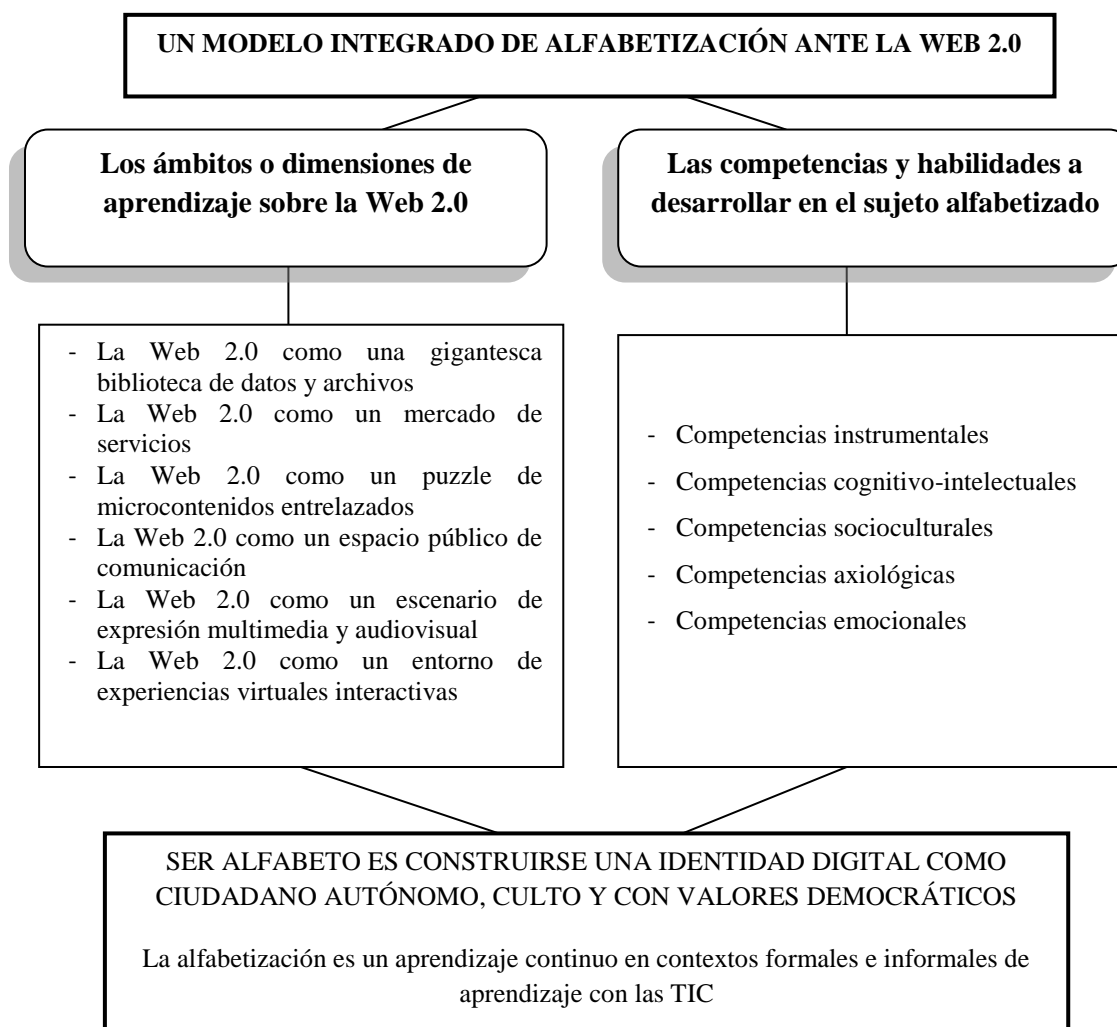 UN MODELO INTEGRADO DE ALFABETIZACIÓN ANTE LA WEB 2.0
Los ámbitos o dimensiones de
aprendizaje sobre la Web 2.0
Las competencias y habilidades a
desarrollar en el sujeto alfabetizado
- La Web 2.0 como una gigantesca
biblioteca de datos y archivos
- La Web 2.0 como un mercado de
servicios
- La Web 2.0 como un puzzle de
microcontenidos entrelazados
- La Web 2.0 como un espacio público de
comunicación
- La Web 2.0 como un escenario de
expresión multimedia y audiovisual
- La Web 2.0 como un entorno de
experiencias virtuales interactivas
- Competencias instrumentales
- Competencias cognitivo-intelectuales
- Competencias socioculturales
- Competencias axiológicas
- Competencias emocionales
SER ALFABETO ES CONSTRUIRSE UNA IDENTIDAD DIGITAL COMO
CIUDADANO AUTÓNOMO, CULTO Y CON VALORES DEMOCRÁTICOS
La alfabetización es un aprendizaje continuo en contextos formales e informales de
aprendizaje con las TIC